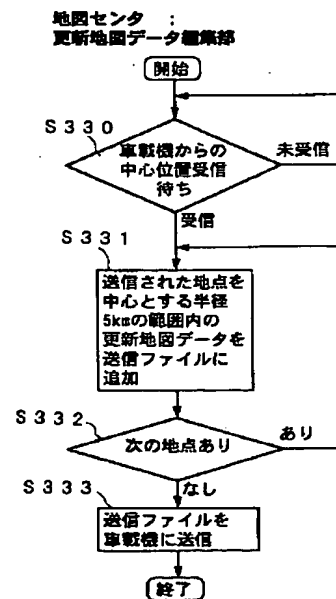 地図センタ :
更新地図データ編集部
開始
S330
車載機からの
中心位置受信
待ち
未受信
受信
S331
送信された地点を
中心とする半径
5kmの範囲内の
更新地図データを
送信ファイルに
追加
S332
次の地点あり
あり
なし
S333
送信ファイルを
車載機に送信
終了